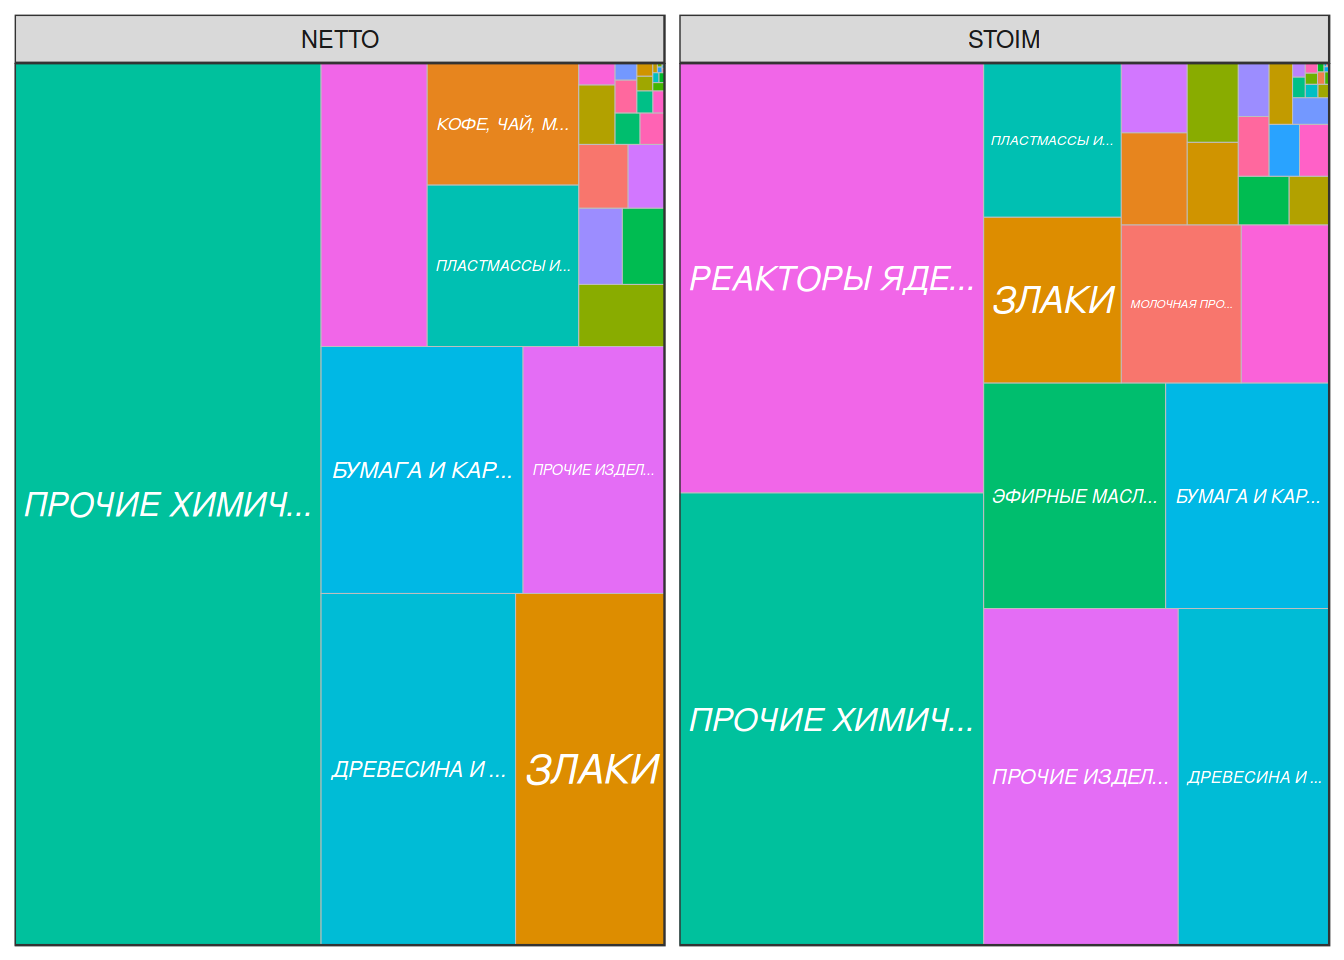 NETTO
КОФЕ, ЧАЙ, М...
ПЛАСТМАССЫ И...
БУМАГА И КАР...
ПРОЧИЕ ИЗДЕЛ...
ПРОЧИЕ ХИМИЧ...
ДРЕВЕСИНА И ...
ЗЛАКИ
STOIM
ПЛАСТМАССЫ И...
РЕАКТОРЫ ЯДЕ...
ЗЛАКИ
МОЛОЧНАЯ ПРО...
ЭФИРНЫЕ МАСЛ...
БУМАГА И КАР...
ПРОЧИЕ ХИМИЧ...
ПРОЧИЕ ИЗДЕЛ...
ДРЕВЕСИНА И ...